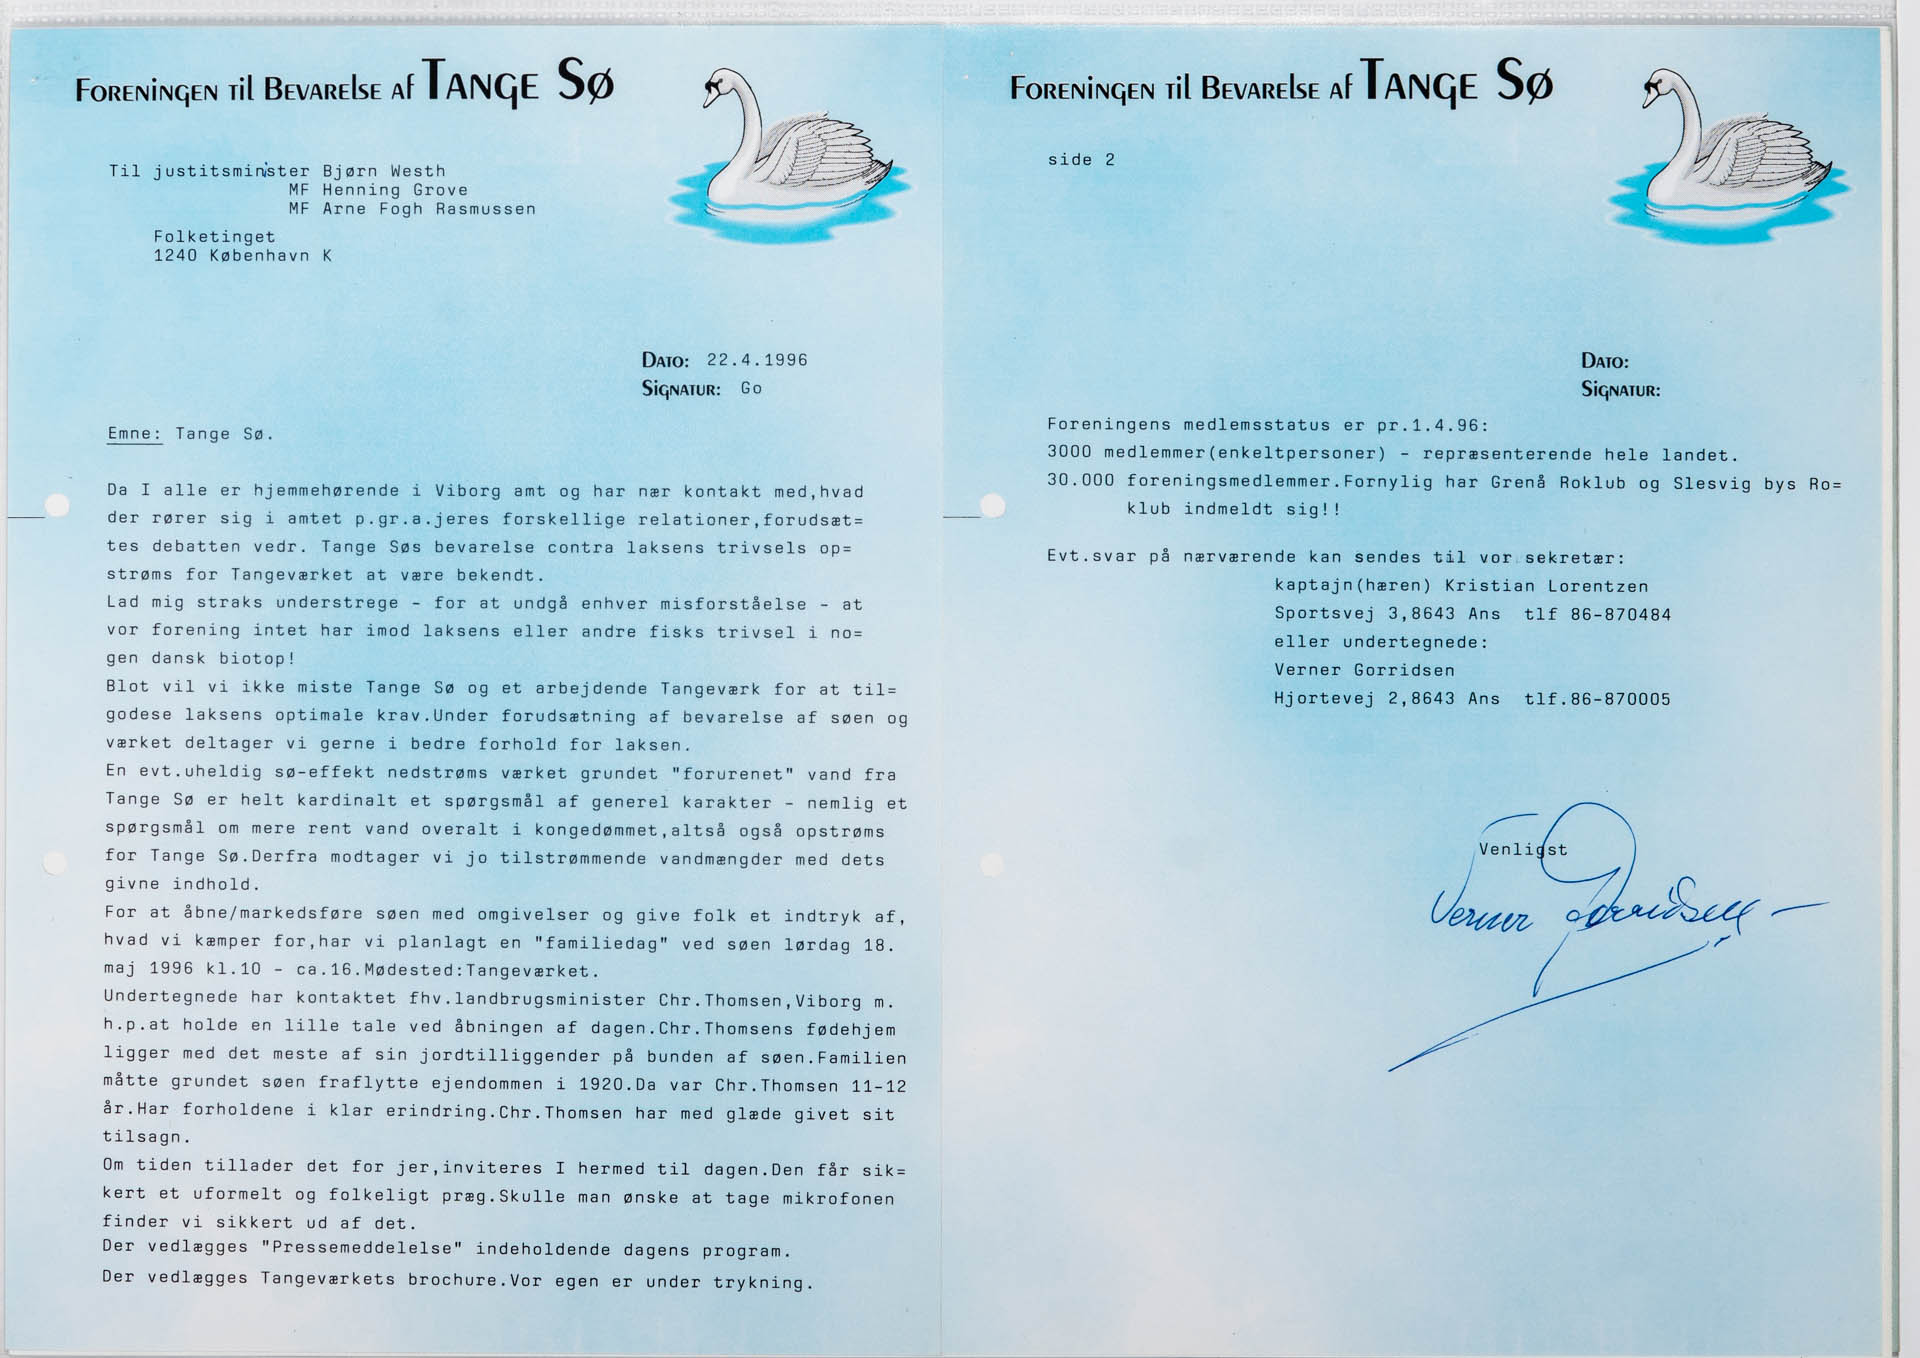 Foreningen til Bevarelse af Tange Sø
Til justitsminister Bjørn Westh
MF Henning Grove
MF Arne Fogh Rasmussen
Folketinget
1240 København K
Dato: 22.4.1996
Signatur: Go
Emne: Tange Sø.
Da I alle er hjemmehørende i Viborg amt og har nær kontakt med,hvad
der rører sig i amtet p.gr.a.jeres forskellige relationer,forudsæt=
tes debatten vedr. Tange Søs bevarelse contra laksens trivsels op=
strøms for Tangeværket at være bekendt.
Lad mig straks understrege - for at undgå enhver misforståelse - at
vor forening intet har imod laksens eller andre fisks trivsel i no=
gen dansk biotop!
Blot vil vi ikke miste Tange Sø og et arbejdende Tangeværk for at til=
godese laksens optimale krav.Under forudsætning af bevarelse af søen og
værket deltager vi gerne i bedre forhold for laksen.
En evt.uheldig sø-effekt nedstrøms værket grundet "forurenet" vand fra
Tange Sø er helt kardinalt et spørgsmål af generel karakter - nemlig et
spørgsmål om mere rent vand overalt i kongedømmet,altså også opstrøms
for Tange Sø.Derfra modtager vi jo tilstrømmende vandmængder med dets
givne indhold.
For at åbne/markedsføre søen med omgivelser og give folk et indtryk af,
hvad vi kæmper for,har vi planlagt en "familiedag" ved søen lørdag 18.
maj 1996 kl.10 - ca.16.Mødested:Tangeværket.
Undertegnede har kontaktet fhv.landbrugsminister Chr.Thomsen,Viborg m.
h.p.at holde en lille tale ved åbningen af dagen.Chr.Thomsens fødehjem
ligger med det meste af sin jordtilliggender på bunden af søen.Familien
måtte grundet søen fraflytte ejendommen i 1920.Da var Chr.Thomsen 11-12
år.Har forholdene i klar erindring.Chr.Thomsen har med glæde givet sit
tilsagn.
Om tiden tillader det for jer,inviteres I hermed til dagen.Den får sik=
kert et uformelt og folkeligt præg.Skulle man ønske at tage mikrofonen
finder vi sikkert ud af det.
Der vedlægges "Pressemeddelelse" indeholdende dagens program.
Der vedlægges Tangeværkets brochure.Vor egen er under trykning.
Foreningen til Bevarelse af Tange Sø
side 2
Dato:
Signatur:
Foreningens medlemsstatus er pr.1.4.96:
3000 medlemmer(enkeltpersoner) - repræsenterende hele landet.
30.000 foreningsmedlemmer.Fornylig har Grenå Roklub og Slesvig bys Ro=
klub indmeldt sig!!
Evt.svar på nærværende kan sendes til vor sekretær:
kaptajn(hæren) Kristian Lorentzen
Sportsvej 3,8643 Ans tlf 86-870484
eller undertegnede:
Verner Gorridsen
Hjortevej 2,8643 Ans tlf.86-870005
Venligst
Verner Gorridsen